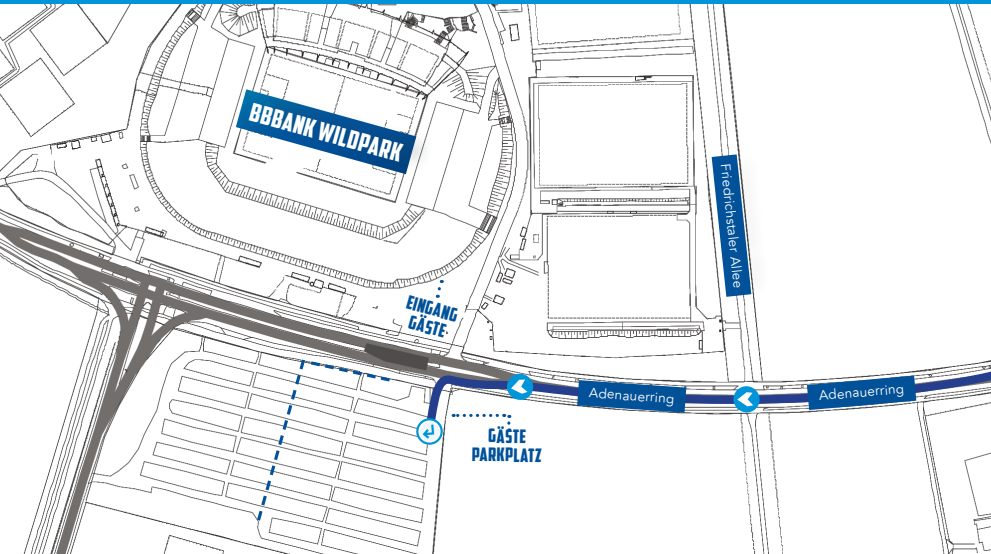 BBBANK WILDPARK
Friedrichstaler Allee
EINGANG
GÄSTE
Adenauerring
Adenauerring
GÄSTE
PARKPLATZ